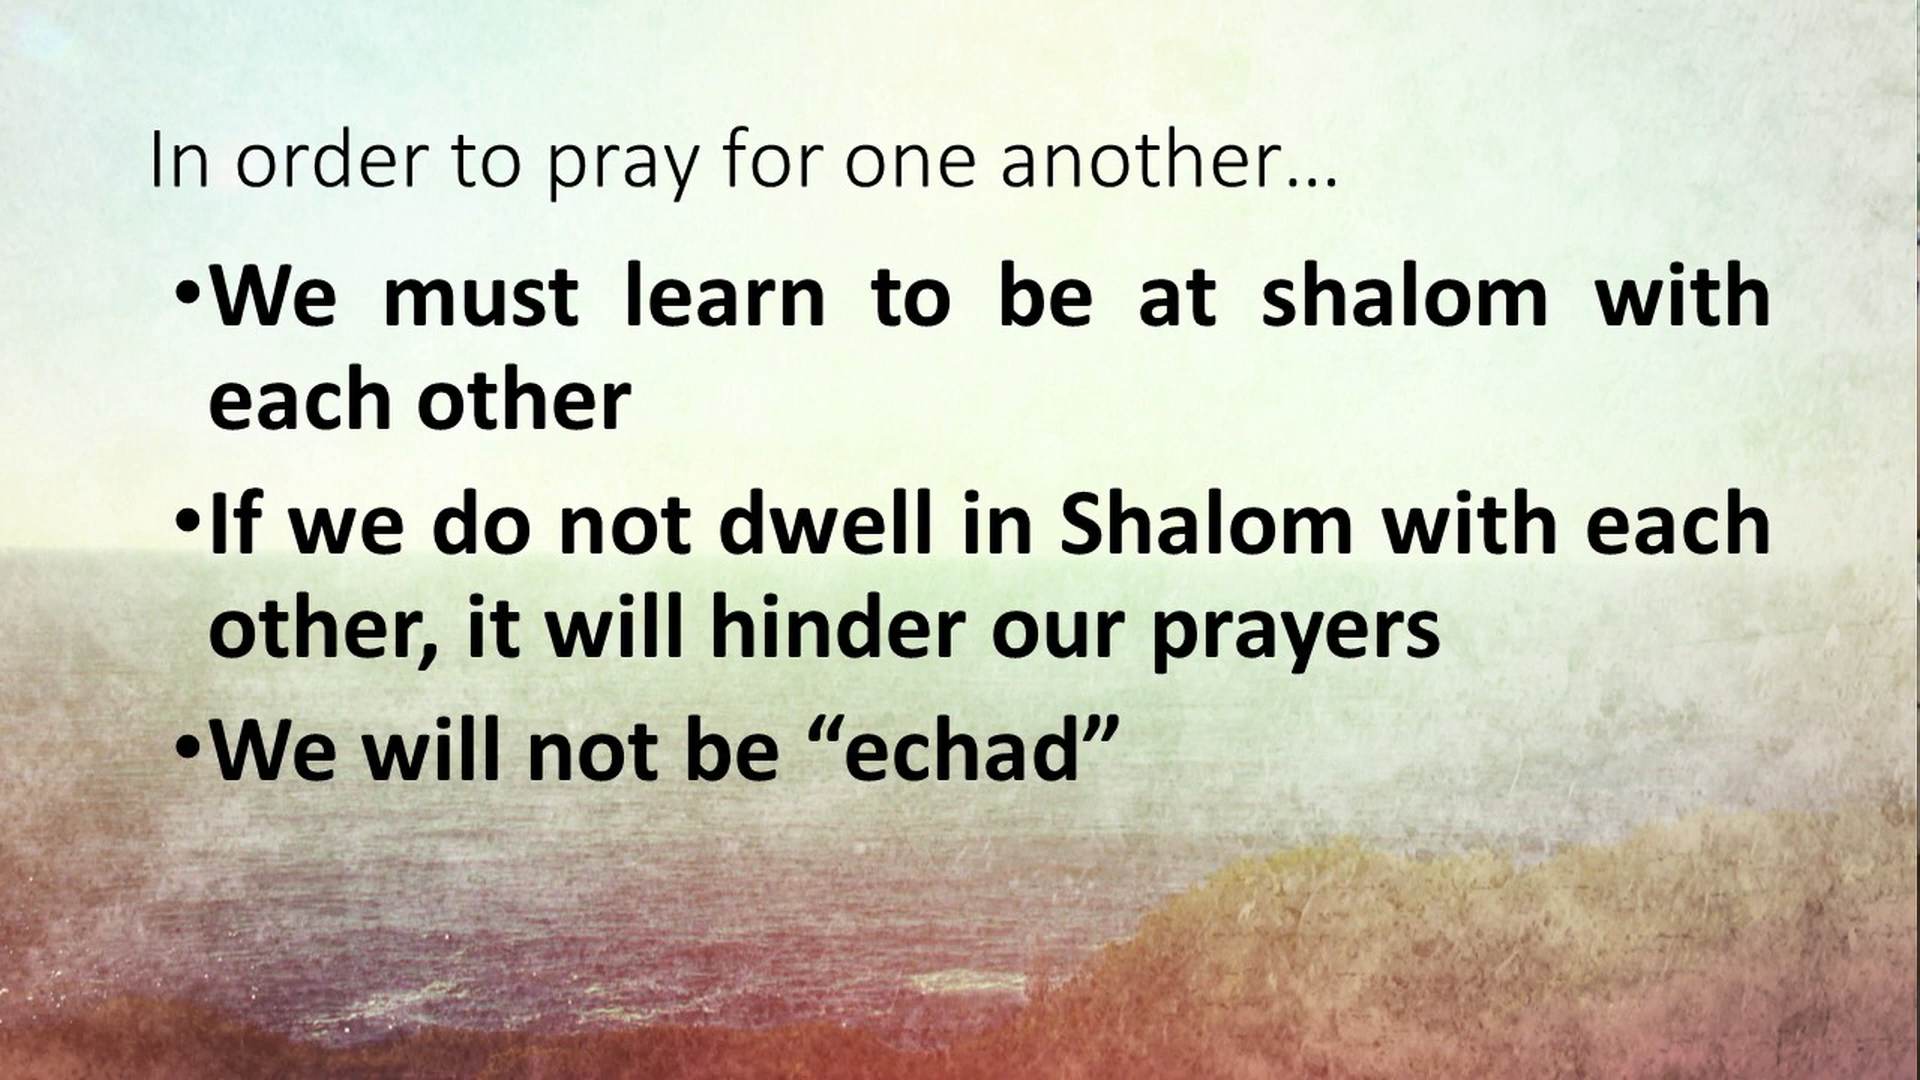 In order to pray for one another…
•We must learn to be at shalom with
each other
•If we do not dwell in Shalom with each
other, it will hinder our prayers
•We will not be “echad”